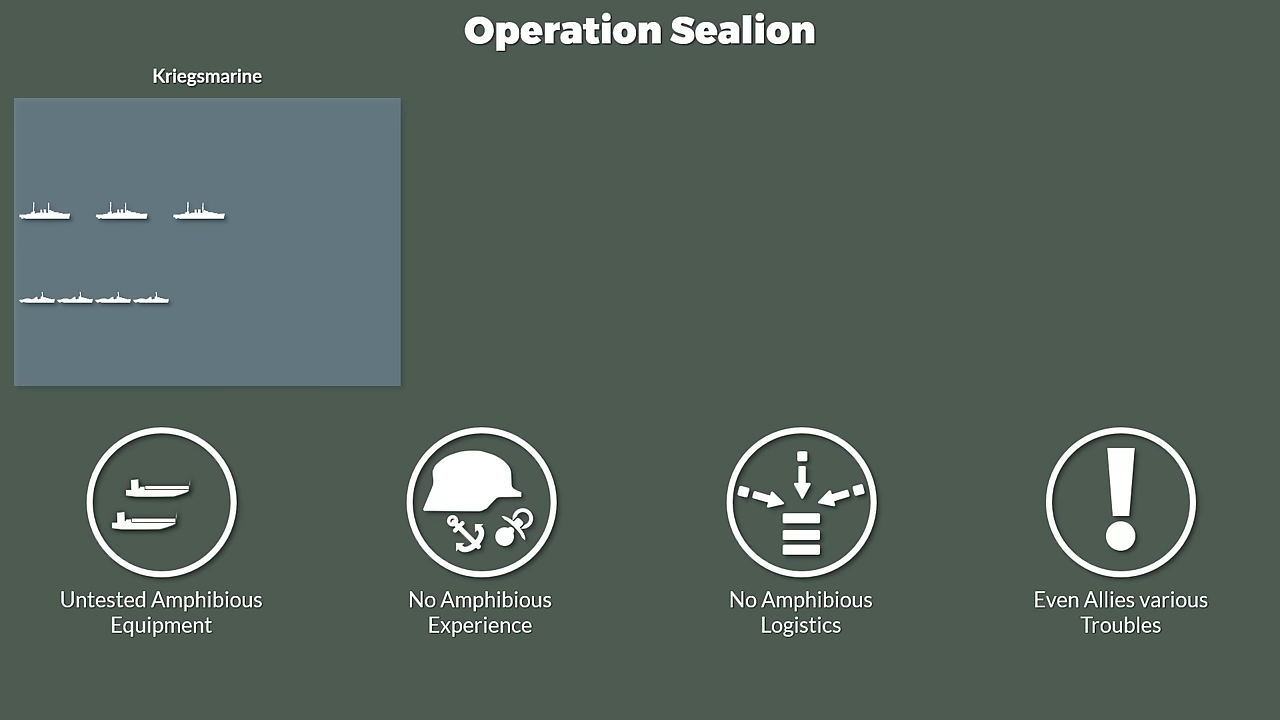 Operation Sealion
Kriegsmarine
Untested Amphibious
Equipment
No Amphibious
Experience
No Amphibious
Logistics
Even Allies various
Troubles